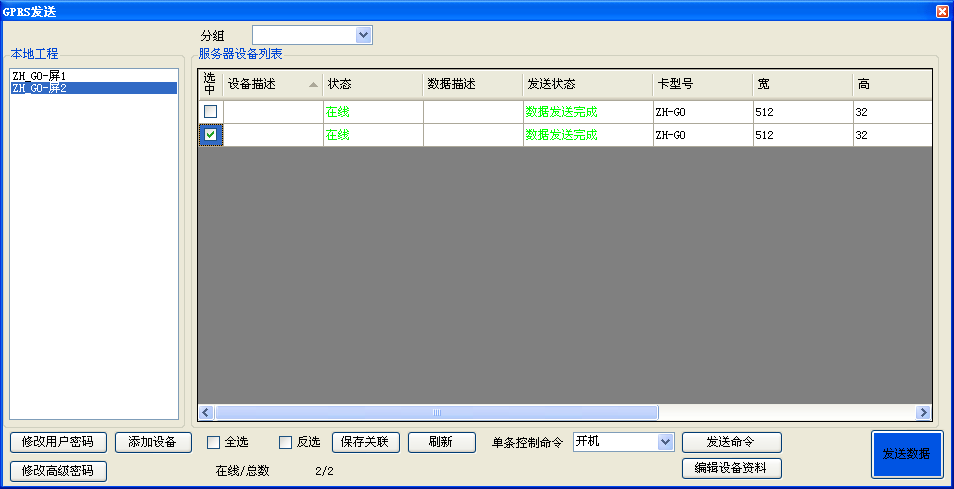 GPRS发送
分组
本地工程
服务器设备列表
ZH_G0-屏1
ZH_G0-屏2
选中 设备描述 状态 数据描述 发送状态 卡型号 宽 高
在线 数据发送完成 ZH-G0 512 32
在线 数据发送完成 ZH-G0 512 32
修改用户密码 添加设备 全选 反选 保存关联 刷新 单条控制命令 开机 发送命令
发送数据
修改高级密码 在线/总数 2/2 编辑设备资料